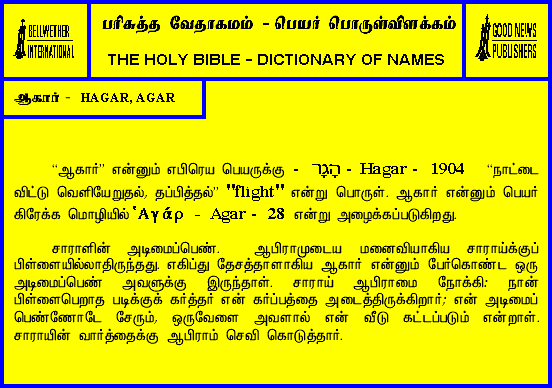 BELLWETHER
INTERNATIONAL
பரிசுத்த வேதாகமம் - பெயர் பொருள்விளக்கம்
THE HOLY BIBLE - DICTIONARY OF NAMES
GOOD NEWS
PUBLISHERS
ஆகார் - HAGAR, AGAR
“ஆகார்” என்னும் எபிரெய பெயருக்கு - הָגָר - Hagar - 1904 “நாட்டை
விட்டு வெளியேறுதல், தப்பித்தல்” "flight" என்று பொருள். ஆகார் என்னும் பெயர்
கிரேக்க மொழியில் Ἁγάρ - Agar - 28 என்று அழைக்கப்படுகிறது.
சாராளின் அடிமைப்பெண். ஆபிராமுடைய மனைவியாகிய சாராய்க்குப்
பிள்ளையில்லாதிருந்தது. எகிப்து தேசத்தாளாகிய ஆகார் என்னும் பேர்கொண்ட ஒரு
அடிமைப்பெண் அவளுக்கு இருந்தாள். சாராய் ஆபிராமை நோக்கி: நான்
பிள்ளைபெறாத படிக்குக் கர்த்தர் என் கர்ப்பத்தை அடைத்திருக்கிறார்; என் அடிமைப்
பெண்ணோடே சேரும், ஒருவேளை அவளால் என் வீடு கட்டப்படும் என்றாள்.
சாராயின் வார்த்தைக்கு ஆபிராம் செவி கொடுத்தார்.